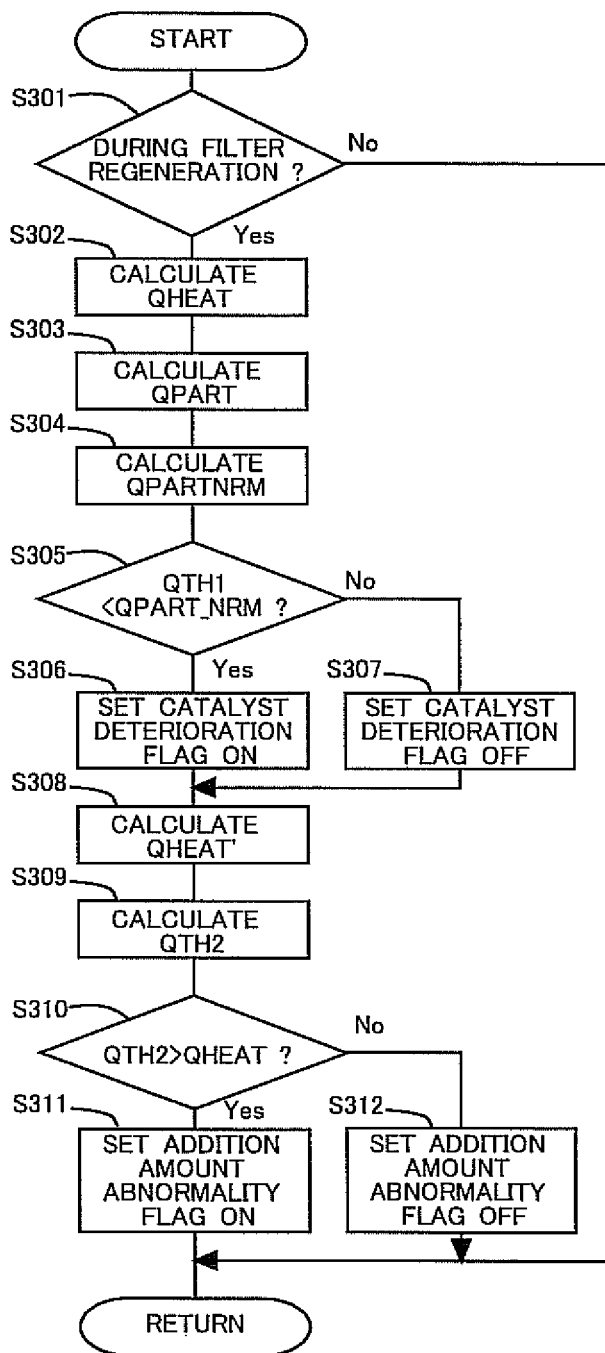 START
S301
DURING FILTER
REGENERATION ?
No
Yes
S302
CALCULATE
QHEAT
S303
CALCULATE
QPART
S304
CALCULATE
QPARTNRM
S305
QTH1
<QPART_NRM ?
No
Yes
S306
SET CATALYST
DETERIORATION
FLAG ON
S307
SET CATALYST
DETERIORATION
FLAG OFF
S308
CALCULATE
QHEAT'
S309
CALCULATE
QTH2
S310
QTH2>QHEAT ?
No
Yes
S311
SET ADDITION
AMOUNT
ABNORMALITY
FLAG ON
S312
SET ADDITION
AMOUNT
ABNORMALITY
FLAG OFF
RETURN